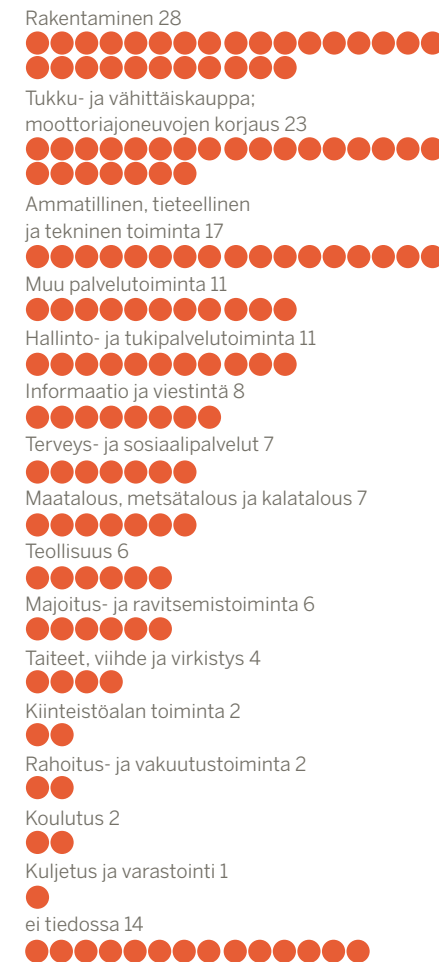 Rakentaminen 28
Tukku- ja vähittäiskauppa;
moottoriajoneuvojen korjaus 23
Ammatillinen, tieteellinen
ja tekninen toiminta 17
Muu palvelutoiminta 11
Hallinto- ja tukipalvelutoiminta 11
Informaatio ja viestintä 8
Terveys- ja sosiaalipalvelut 7
Maatalous, metsätalous ja kalatalous 7
Teollisuus 6
Majoitus- ja ravitsemistoiminta 6
Taiteet, viihde ja virkistys 4
Kiinteistöalan toiminta 2
Rahoitus- ja vakuutustoiminta 2
Koulutus 2
Kuljetus ja varastointi 1
ei tiedossa 14